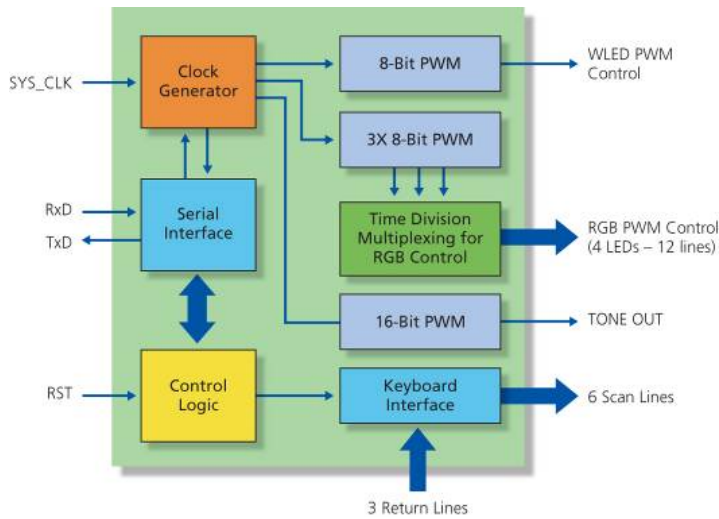 SYS_CLK
Clock
Generator
8-Bit PWM
WLED PWM
Control
3X 8-Bit PWM
RxD
TxD
Serial
Interface
Time Division
Multiplexing for
RGB Control
RGB PWM Control
(4 LEDs – 12 lines)
16-Bit PWM
TONE OUT
RST
Control
Logic
Keyboard
Interface
6 Scan Lines
3 Return Lines